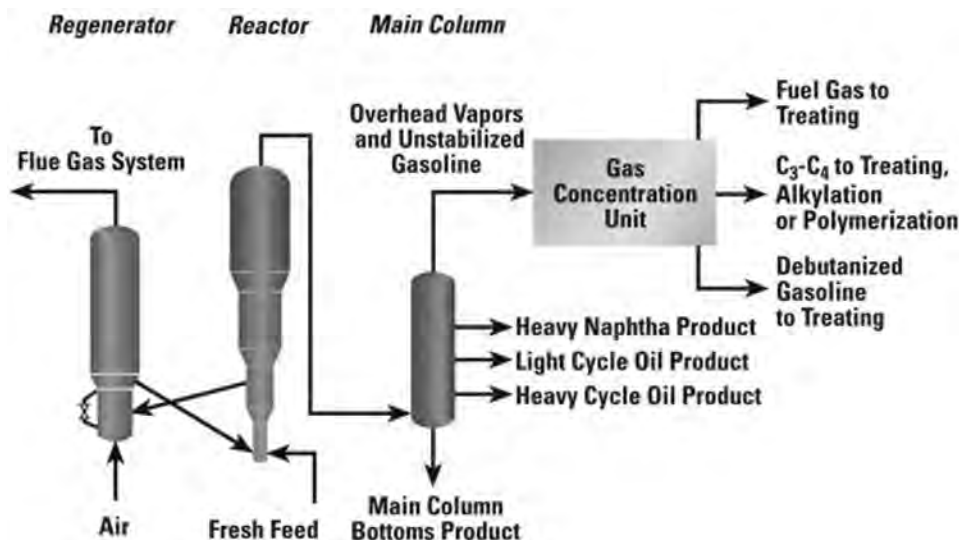 Regenerator
Reactor
Main Column
To
Flue Gas System
Overhead Vapors
and Unstabilized
Gasoline
Gas
Concentration
Unit
Fuel Gas to
Treating
C₃-C₄ to Treating,
Alkylation
or Polymerization
Debutanized
Gasoline
to Treating
Heavy Naphtha Product
Light Cycle Oil Product
Heavy Cycle Oil Product
Air
Fresh Feed
Main Column
Bottoms Product